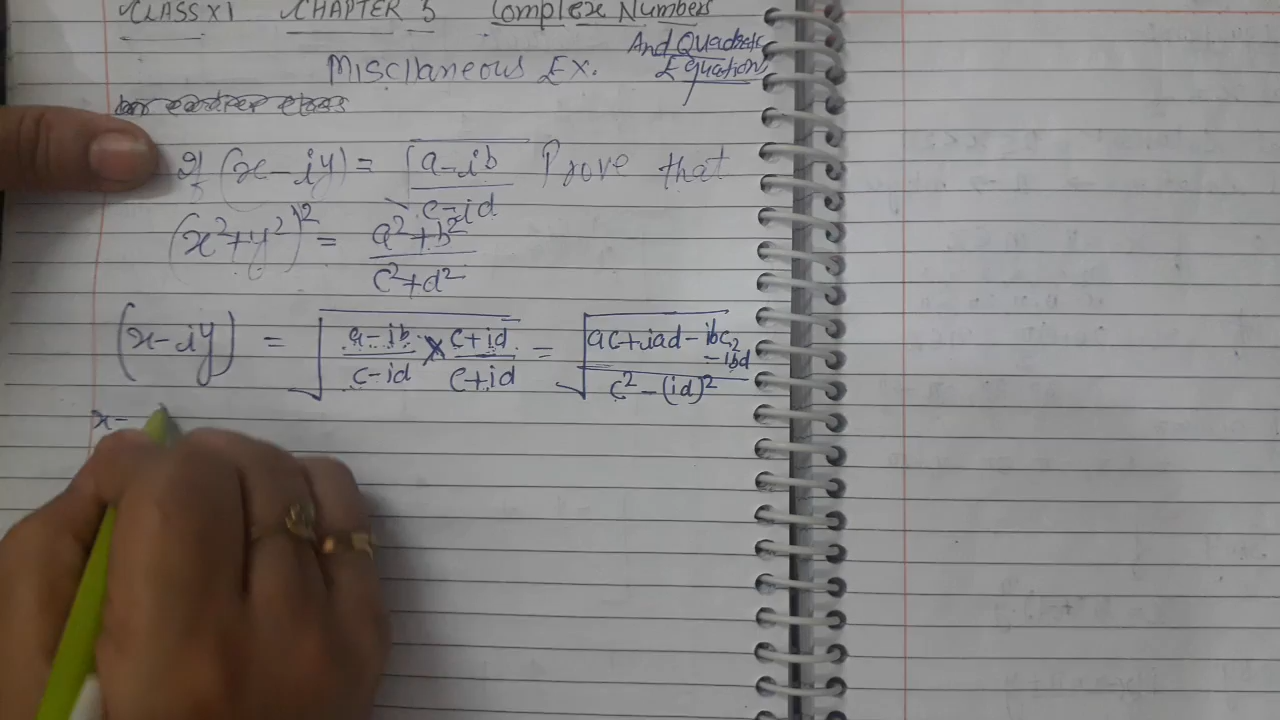 CLASS XI CHAPTER 5 Complex Numbers
And Quadratic
Miscllaneous Ex. Equations
If (x-iy) = √(a-ib / c-id) Prove that
(x²+y²)² = a²+b² / c²+d²
(x-iy) = √(a-ib / c-id × c+id / c+id) = √(ac+iad-ibc-i²bd / c²-(id)²)
x-